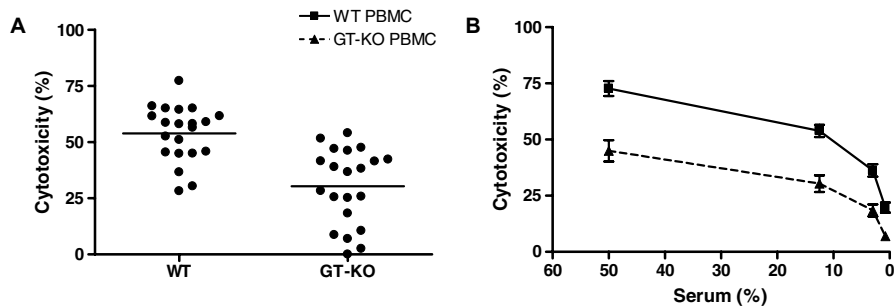 A
WT PBMC
GT-KO PBMC
B
Cytotoxicity (%)
100
75
50
25
0
WT
GT-KO
Cytotoxicity (%)
100
75
50
25
0
60 50 40 30 20 10 0
Serum (%)